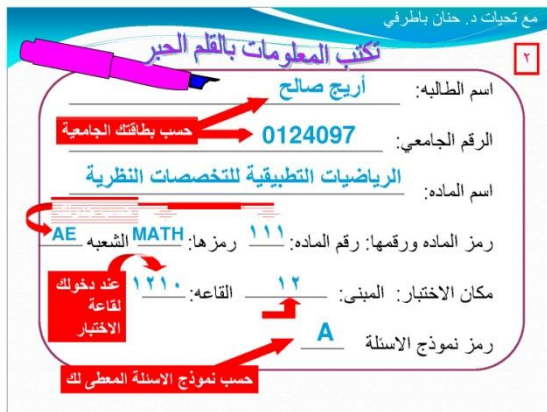 مع تحيات د. حنان باطرفي
٢
تكتب المعلومات بالقلم الحبر
اسم الطالبه: أريج صالح
حسب بطاقتك الجامعية
الرقم الجامعي: 0124097
اسم الماده: الرياضيات التطبيقية للتخصصات النظرية
رمز الماده ورقمها: رقم الماده: ١١١ رمزها: MATH الشعبه AE
مكان الاختبار: المبنى: ١٢ القاعه: ١٢١٠
عند دخولك
لقاعة
الاختبار
رمز نموذج الاسئلة A
حسب نموذج الاسئلة المعطى لك